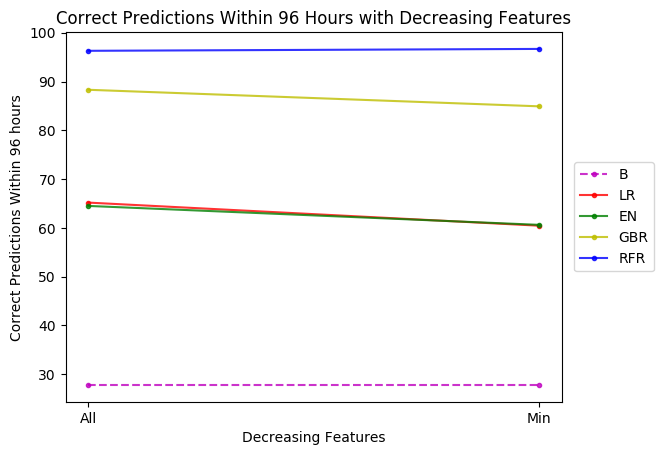 Correct Predictions Within 96 Hours with Decreasing Features
Correct Predictions Within 96 hours
100
90
80
70
60
50
40
30
All
Min
Decreasing Features
B
LR
EN
GBR
RFR